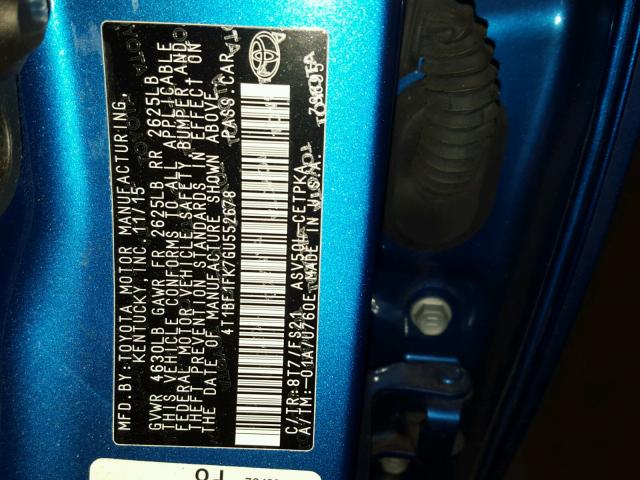 MFD. BY: TOYOTA MOTOR MANUFACTURING,
KENTUCKY, INC. 11/15
GVWR 4630LB GAWR FR 2625LB RR 2625LB
THIS VEHICLE CONFORMS TO ALL APPLICABLE
FEDERAL MOTOR VEHICLE SAFETY, BUMPER, AND
THEFT PREVENTION STANDARDS IN EFFECT ON
THE DATE OF MANUFACTURE SHOWN ABOVE.
4T1BF1FK7GU552678 PASS. CAR
C/TR: 8T7/FS21 ASV50L-CETPKA
A/TM: -01A/U760E MADE IN U.S.A.
TOYOTA